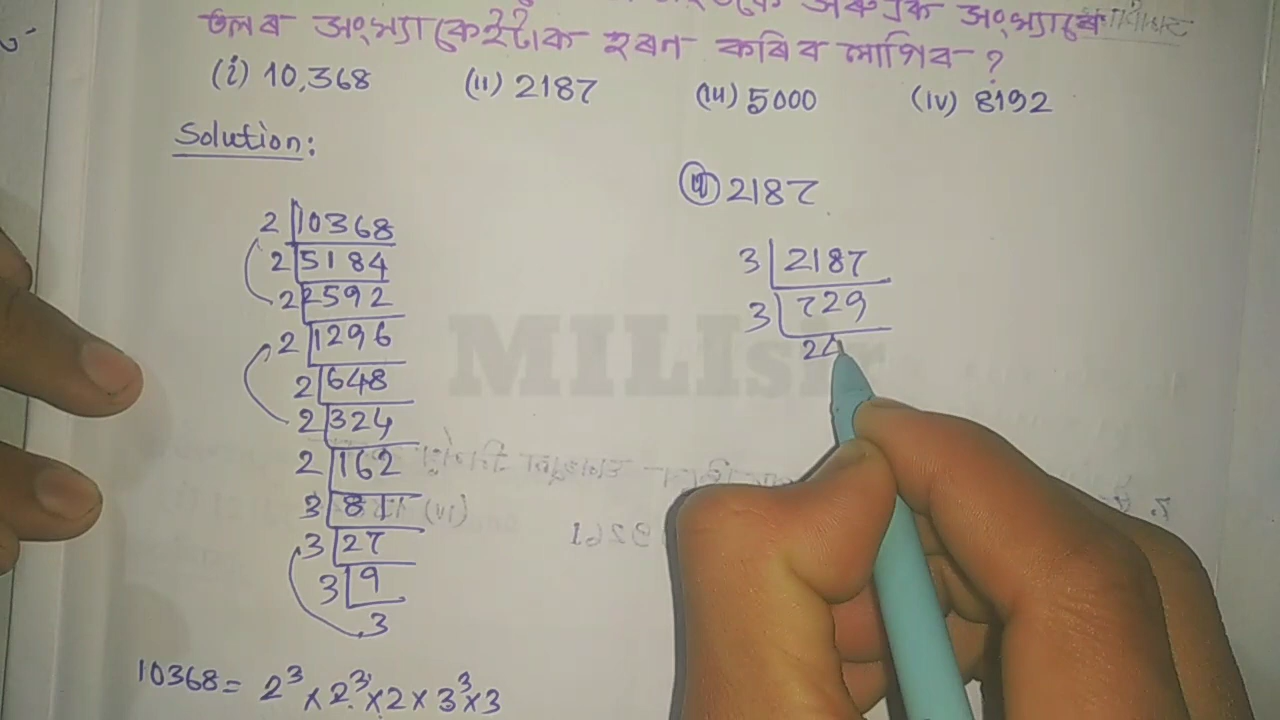 সৰু
তলৰ সংখ্যাকেইটাক হৰণ কৰিব লাগিব ?
(i) 10,368 (ii) 2187 (iii) 5000 (iv) 8192
Solution:
2 10368
2 5184
2 2592
2 1296
2 648
2 324
2 162
3 81
3 27
3 9
3
10368 = 2³ × 2³ × 2 × 3³ × 3
2187
3 2187
3 729
24
MILIsir